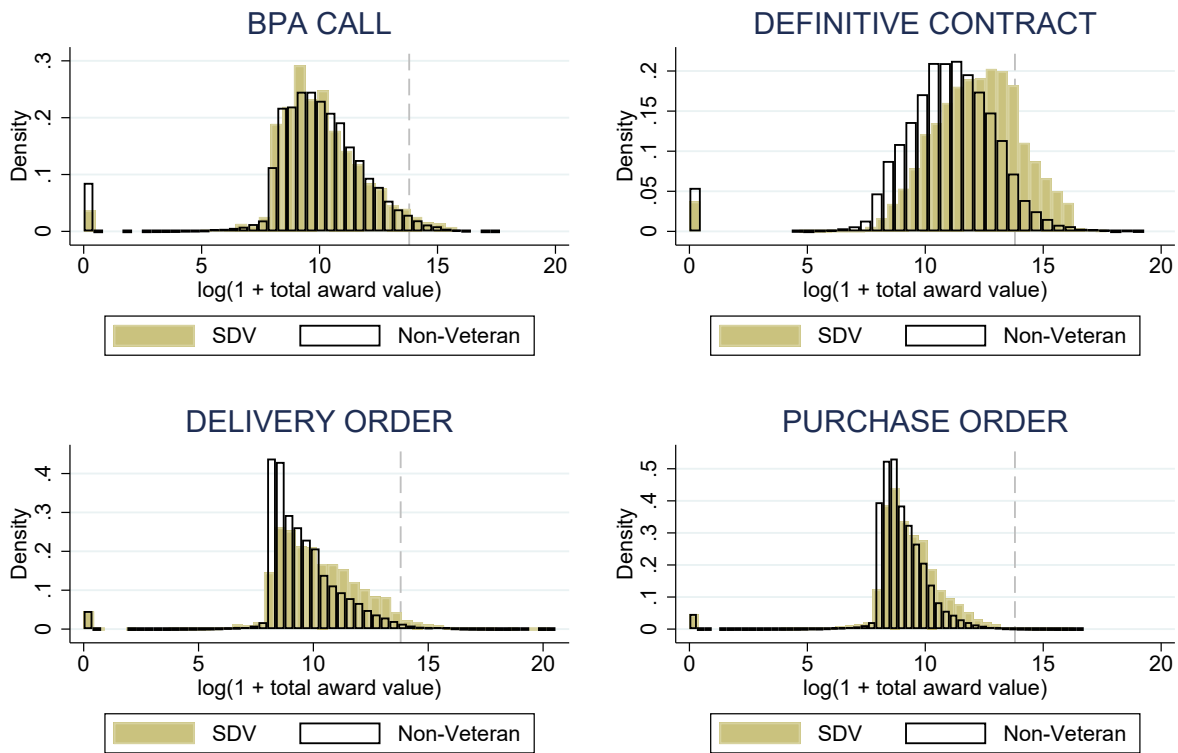 BPA CALL
Density
0 .1 .2 .3
0 5 10 15 20
log(1 + total award value)
SDV Non-Veteran
DEFINITIVE CONTRACT
Density
0 .05 .1 .15 .2
0 5 10 15 20
log(1 + total award value)
SDV Non-Veteran
DELIVERY ORDER
Density
0 .1 .2 .3 .4
0 5 10 15 20
log(1 + total award value)
SDV Non-Veteran
PURCHASE ORDER
Density
0 .1 .2 .3 .4 .5
0 5 10 15 20
log(1 + total award value)
SDV Non-Veteran